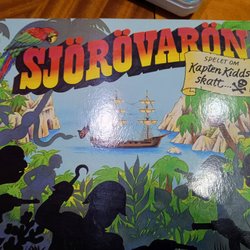 SJÖRÖVARÖN
SPELET OM
Kapten Kidds
skatt...